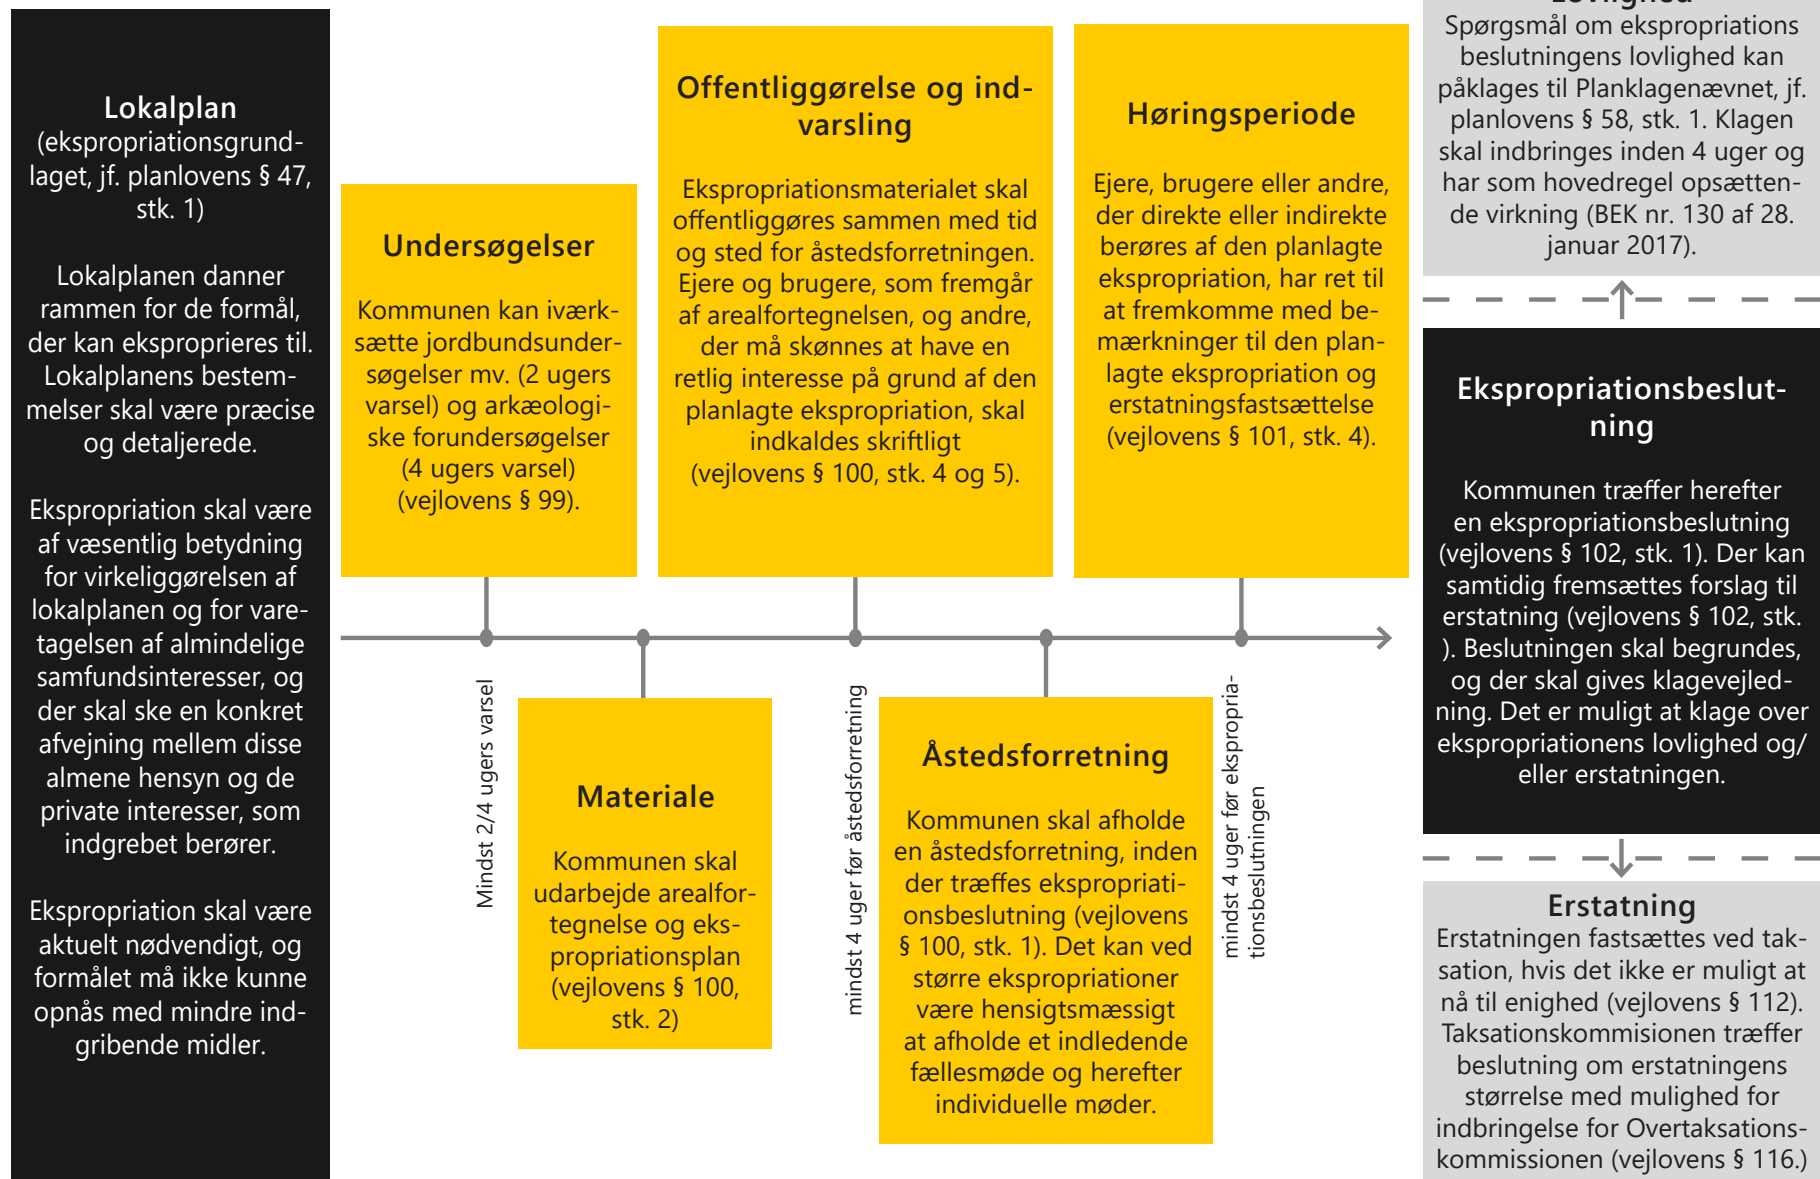 Lokalplan
(ekspropriationsgrund-
laget, jf. planlovens § 47,
stk. 1)
Lokalplanen danner
rammen for de formål,
der kan eksproprieres til.
Lokalplanens bestem-
melser skal være præcise
og detaljerede.
Ekspropriation skal være
af væsentlig betydning
for virkeliggørelsen af
lokalplanen og for vare-
tagelsen af almindelige
samfundsinteresser, og
der skal ske en konkret
afvejning mellem disse
almene hensyn og de
private interesser, som
indgrebet berører.
Ekspropriation skal være
aktuelt nødvendigt, og
formålet må ikke kunne
opnås med mindre ind-
gribende midler.
Undersøgelser
Kommunen kan iværk-
sætte jordbundsunder-
søgelser mv. (2 ugers
varsel) og arkæologi-
ske forundersøgelser
(4 ugers varsel)
(vejlovens § 99).
Mindst 2/4 ugers varsel
Materiale
Kommunen skal
udarbejde arealfor-
tegnelse og eks-
propriationsplan
(vejlovens § 100,
stk. 2)
Offentliggørelse og ind-
varsling
Ekspropriationsmaterialet skal
offentliggøres sammen med tid
og sted for åstedsforretningen.
Ejere og brugere, som fremgår
af arealfortegnelsen, og andre,
der må skønnes at have en
retlig interesse på grund af den
planlagte ekspropriation, skal
indkaldes skriftligt
(vejlovens § 100, stk. 4 og 5).
mindst 4 uger før åstedsforretning
Åstedsforretning
Kommunen skal afholde
en åstedsforretning, inden
der træffes ekspropriati-
onsbeslutning (vejlovens
§ 100, stk. 1). Det kan ved
større ekspropriationer
være hensigtsmæssigt
at afholde et indledende
fællesmøde og herefter
individuelle møder.
Høringsperiode
Ejere, brugere eller andre,
der direkte eller indirekte
berøres af den planlagte
ekspropriation, har ret til
at fremkomme med be-
mærkninger til den plan-
lagte ekspropriation og
erstatningsfastsættelse
(vejlovens § 101, stk. 4).
mindst 4 uger før ekspropria-
tionsbeslutningen
Lovlighed
Spørgsmål om ekspropriations
beslutningens lovlighed kan
påklages til Planklagenævnet, jf.
planlovens § 58, stk. 1. Klagen
skal indbringes inden 4 uger og
har som hovedregel opsætten-
de virkning (BEK nr. 130 af 28.
januar 2017).
Ekspropriationsbeslut-
ning
Kommunen træffer herefter
en ekspropriationsbeslutning
(vejlovens § 102, stk. 1). Der kan
samtidig fremsættes forslag til
erstatning (vejlovens § 102, stk.
). Beslutningen skal begrundes,
og der skal gives klagevejled-
ning. Det er muligt at klage over
ekspropriationens lovlighed og/
eller erstatningen.
Erstatning
Erstatningen fastsættes ved tak-
sation, hvis det ikke er muligt at
nå til enighed (vejlovens § 112).
Taksationskommisionen træffer
beslutning om erstatningens
størrelse med mulighed for
indbringelse for Overtaksations-
kommissionen (vejlovens § 116.)